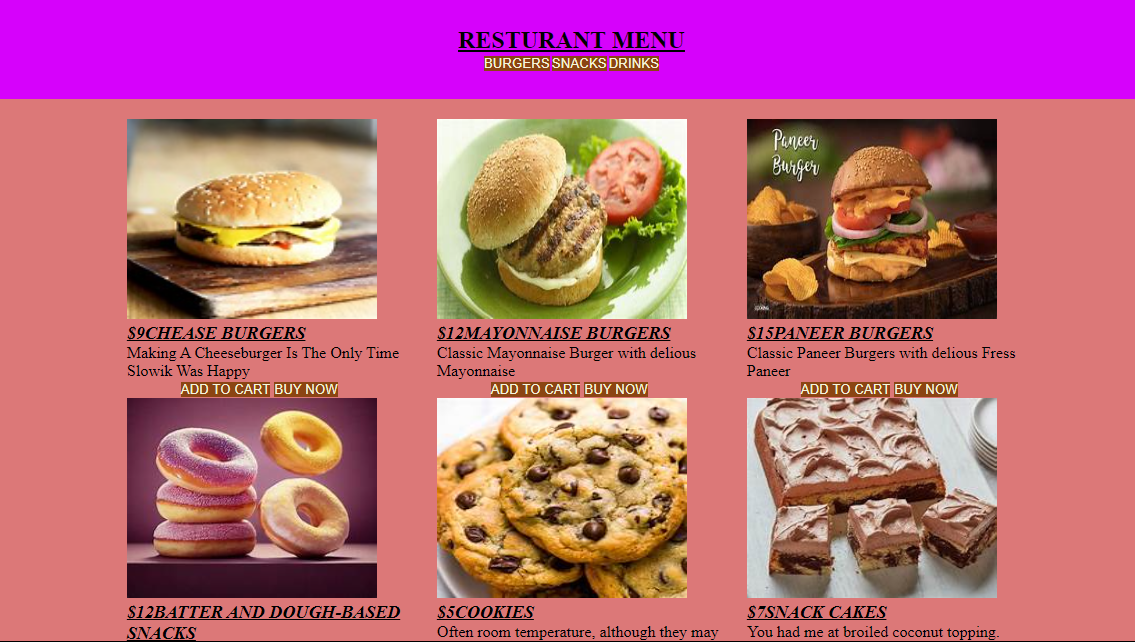 RESTURANT MENU
BURGERS SNACKS DRINKS
Paneer
Burger
$9CHEASE BURGERS
Making A Cheeseburger Is The Only Time
Slowik Was Happy
ADD TO CART BUY NOW
$12MAYONNAISE BURGERS
Classic Mayonnaise Burger with delious
Mayonnaise
ADD TO CART BUY NOW
$15PANEER BURGERS
Classic Paneer Burgers with delious Fress
Paneer
ADD TO CART BUY NOW
$12BATTER AND DOUGH-BASED
SNACKS
$5COOKIES
Often room temperature, although they may
$7SNACK CAKES
You had me at broiled coconut topping.